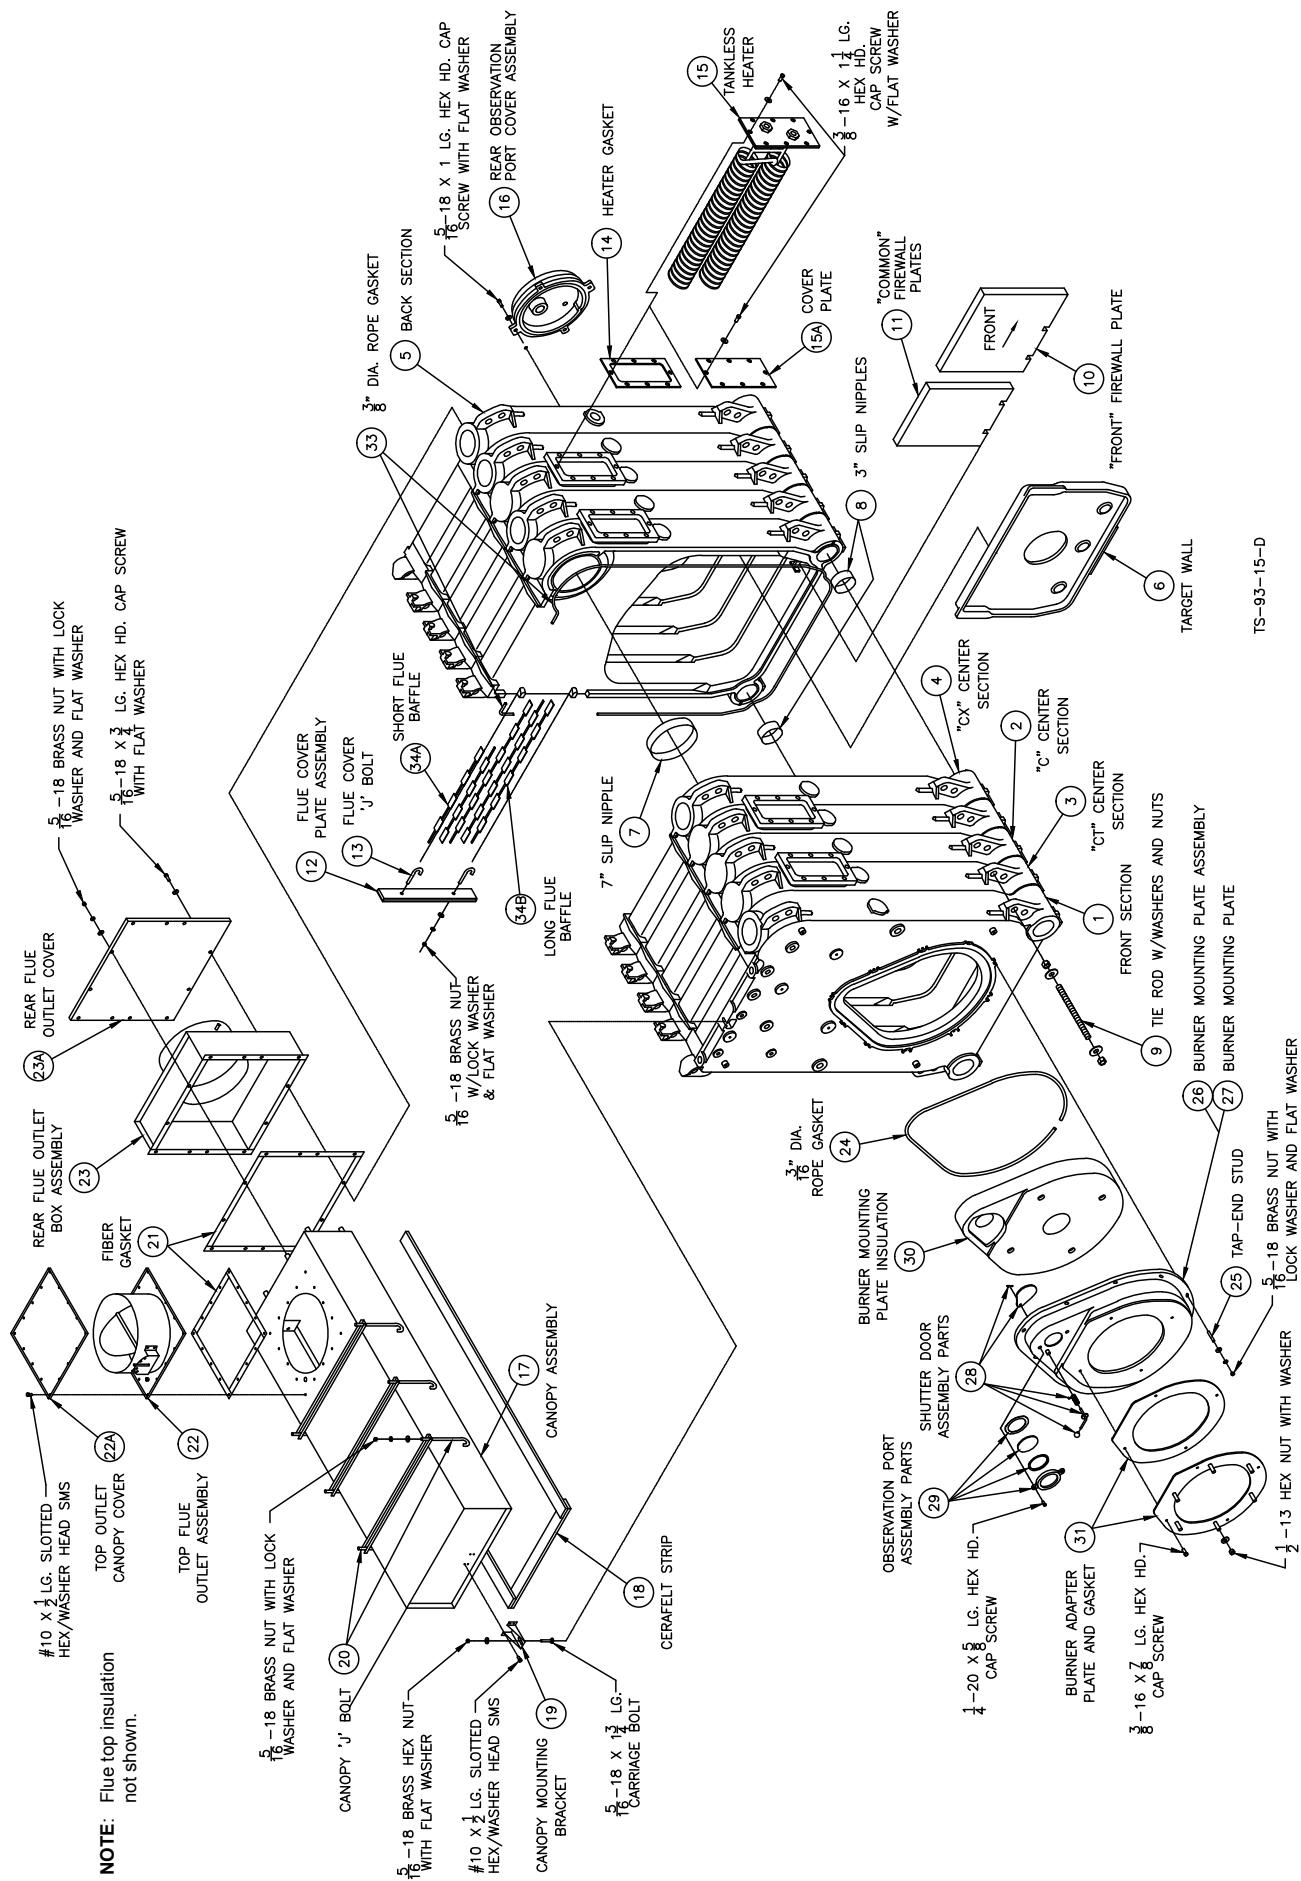 NOTE: Flue top insulation
not shown.
#10 X 1/2 LG. SLOTTED
HEX/WASHER HEAD SMS
22A
TOP OUTLET
CANOPY COVER
22
TOP FLUE
OUTLET ASSEMBLY
FIBER
GASKET
21
REAR FLUE OUTLET
BOX ASSEMBLY
23
REAR FLUE
OUTLET COVER
23A
5/16 -18 BRASS NUT WITH LOCK
WASHER AND FLAT WASHER
5/16 -18 X 3/4 LG. HEX HD. CAP SCREW
WITH FLAT WASHER
5/16 -18 BRASS NUT WITH LOCK
WASHER AND FLAT WASHER
CANOPY 'J' BOLT
20
5/16 -18 BRASS HEX NUT
WITH FLAT WASHER
#10 X 1/2 LG. SLOTTED
HEX/WASHER HEAD SMS
CANOPY MOUNTING
BRACKET
19
5/16 -18 X 1 3/4 LG.
CARRIAGE BOLT
17
CANOPY ASSEMBLY
18
CERAFELT STRIP
FLUE COVER
PLATE ASSEMBLY
12
FLUE COVER
'J' BOLT
13
SHORT FLUE
BAFFLE
34A
34B
LONG FLUE
BAFFLE
5/16 -18 BRASS NUT
W/LOCK WASHER
& FLAT WASHER
3/8" DIA. ROPE GASKET
33
5
BACK SECTION
5/16 -18 X 1 LG. HEX HD. CAP
SCREW WITH FLAT WASHER
16
REAR OBSERVATION
PORT COVER ASSEMBLY
14
HEATER GASKET
15
TANKLESS
HEATER
3/8 -16 X 1 1/4 LG.
HEX HD.
CAP SCREW
W/FLAT WASHER
15A
COVER
PLATE
11
"COMMON"
FIREWALL
PLATES
FRONT
10
"FRONT" FIREWALL PLATE
8
3" SLIP NIPPLES
6
TARGET WALL
TS-93-15-D
7" SLIP NIPPLE
7
4
"CX" CENTER
SECTION
2
"C" CENTER
SECTION
3
"CT" CENTER
SECTION
1
FRONT SECTION
9
TIE ROD W/WASHERS AND NUTS
3/16" DIA.
ROPE GASKET
24
BURNER MOUNTING
PLATE INSULATION
30
26
BURNER MOUNTING PLATE ASSEMBLY
27
BURNER MOUNTING PLATE
25
TAP-END STUD
5/16 -18 BRASS NUT WITH
LOCK WASHER AND FLAT WASHER
SHUTTER DOOR
ASSEMBLY PARTS
28
OBSERVATION PORT
ASSEMBLY PARTS
29
1/4 -20 X 5/8 LG. HEX HD.
CAP SCREW
31
BURNER ADAPTER
PLATE AND GASKET
3/8 -16 X 7/8 LG. HEX HD.
CAP SCREW
1/2 -13 HEX NUT WITH WASHER